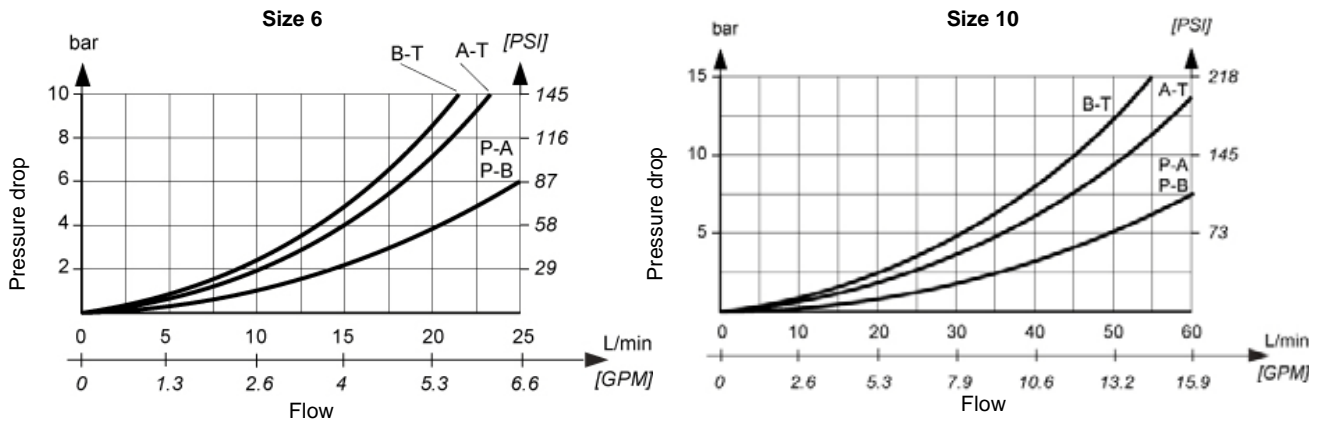 Size 6
bar
[PSI]
B-T
A-T
10
145
8
116
P-A
P-B
6
87
4
58
2
29
Pressure drop
0
5
10
15
20
25
L/min
0
1.3
2.6
4
5.3
6.6
[GPM]
Flow
Size 10
bar
[PSI]
15
218
A-T
B-T
10
145
P-A
P-B
5
73
Pressure drop
0
10
20
30
40
50
60
L/min
0
2.6
5.3
7.9
10.6
13.2
15.9
[GPM]
Flow